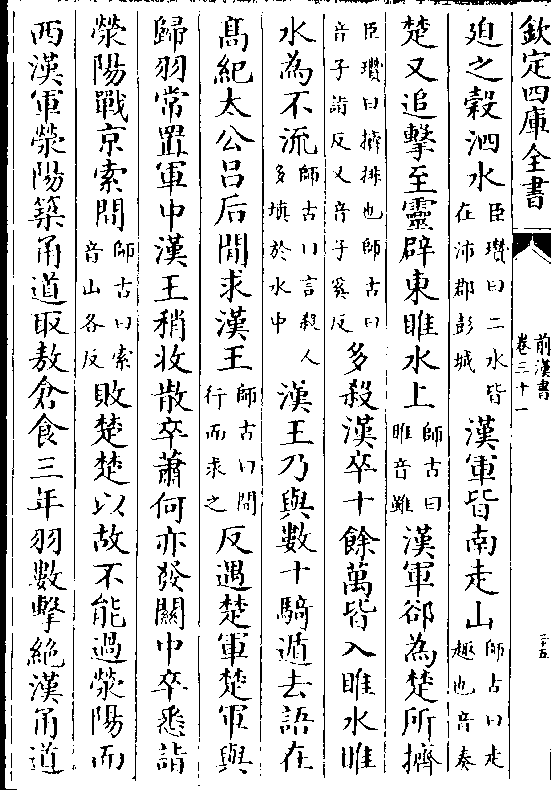 欽定四庫全書
前漢書
卷三十一
二十五
廹之榖泗水臣瓚曰二水皆在沛郡彭城漢軍皆南走山師古曰走趣也音奏
楚又追擊至靈辟東睢水上師古曰睢音雖漢軍郤為楚所擠
臣瓚曰擠排也師古曰音子詣反又音子奚反多殺漢卒十餘萬皆入睢水睢
水為不流師古曰言殺人多填於水中漢王乃與數十騎遁去語在
髙紀太公吕后間求漢王師古曰間行而求之反遇楚軍楚軍與
歸羽常置軍中漢王稍收散卒蕭何亦發關中卒悉詣
滎陽戰京索間師古曰索音山各反敗楚楚以故不能過滎陽而
西漢軍滎陽築甬道取敖倉食三年羽數擊絶漢甬道